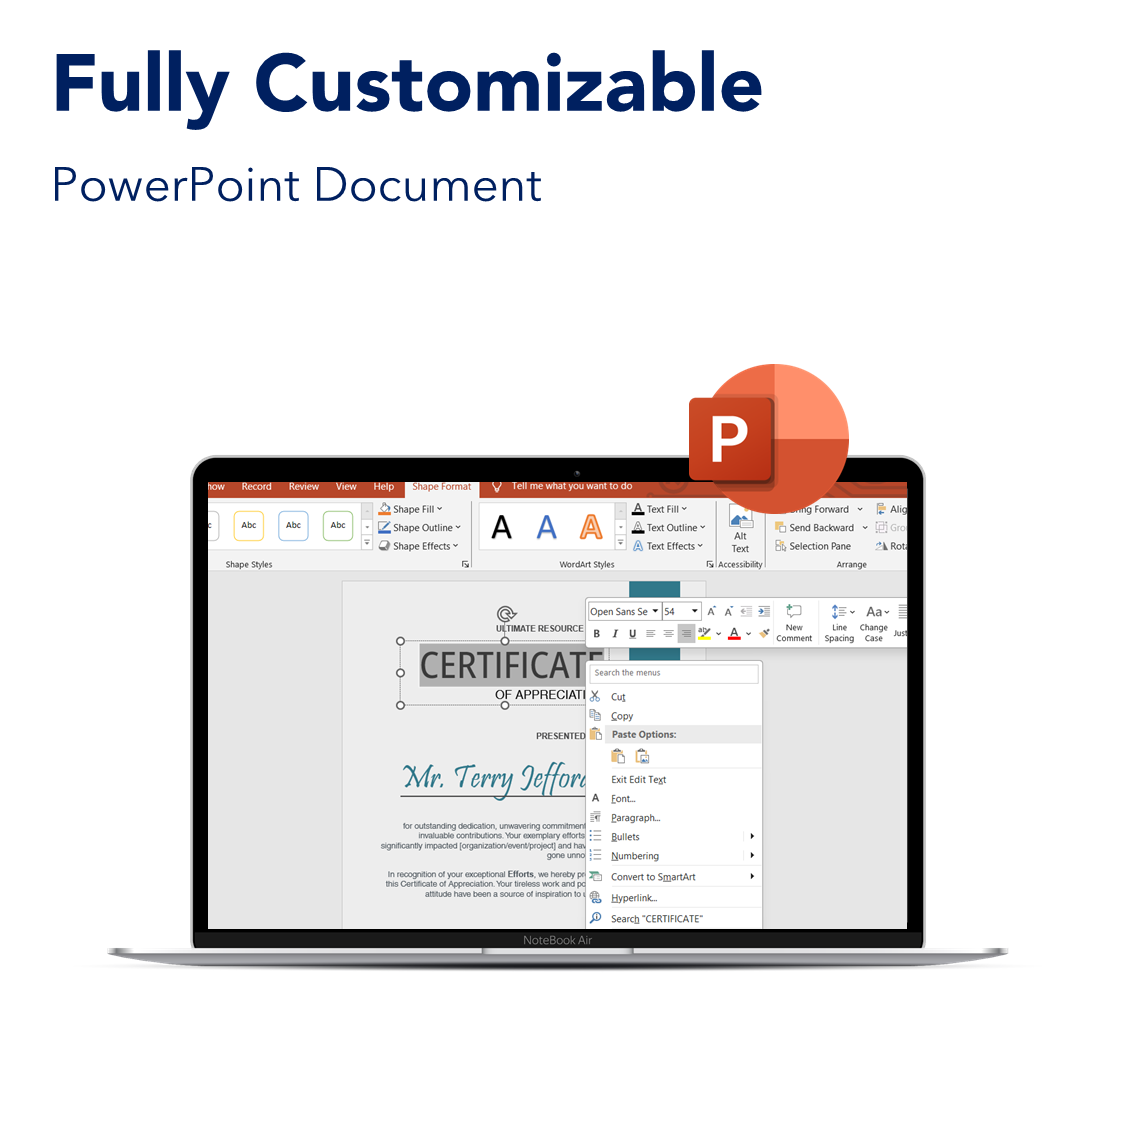 Fully Customizable
PowerPoint Document
P
Record Review View Help Shape Format Tell me what you want to do
Abc Abc Abc
Shape Fill
Shape Outline
Shape Effects
Shape Styles
A A A
Text Fill
Text Outline
Text Effects
WordArt Styles
Alt
Text
Accessibility
Forward
Send Backward
Selection Pane
Arrange
ULTIMATE RESOURCE
CERTIFICATE
OF APPRECIATI
PRESENTED
Mr. Terry Jefford
for outstanding dedication, unwavering commitment
invaluable contributions. Your exemplary efforts
significantly impacted [organization/event/project] and hav
gone unno
In recognition of your exceptional Efforts, we hereby pr
this Certificate of Appreciation. Your tireless work and po
attitude have been a source of inspiration to u
Open Sans Se 54
B I U
New
Comment
Line
Spacing
Aa
Change
Case
Just
Search the menus
Cut
Copy
Paste Options:
Exit Edit Text
Font...
Paragraph...
Bullets
Numbering
Convert to SmartArt
Hyperlink...
Search "CERTIFICATE"
NoteBook Air